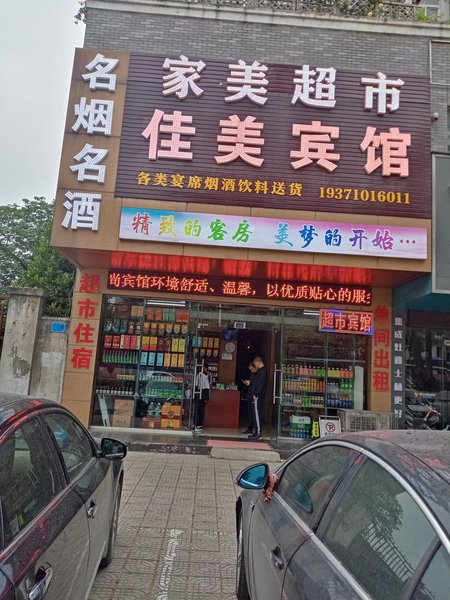 名烟名酒
家美超市
佳美宾馆
各类宴席烟酒饮料送货 19371016011
精致的客房 美梦的开始…
尚宾馆环境舒适、温馨，以优质贴心的服
超市宾馆
超市住宿
单间出租